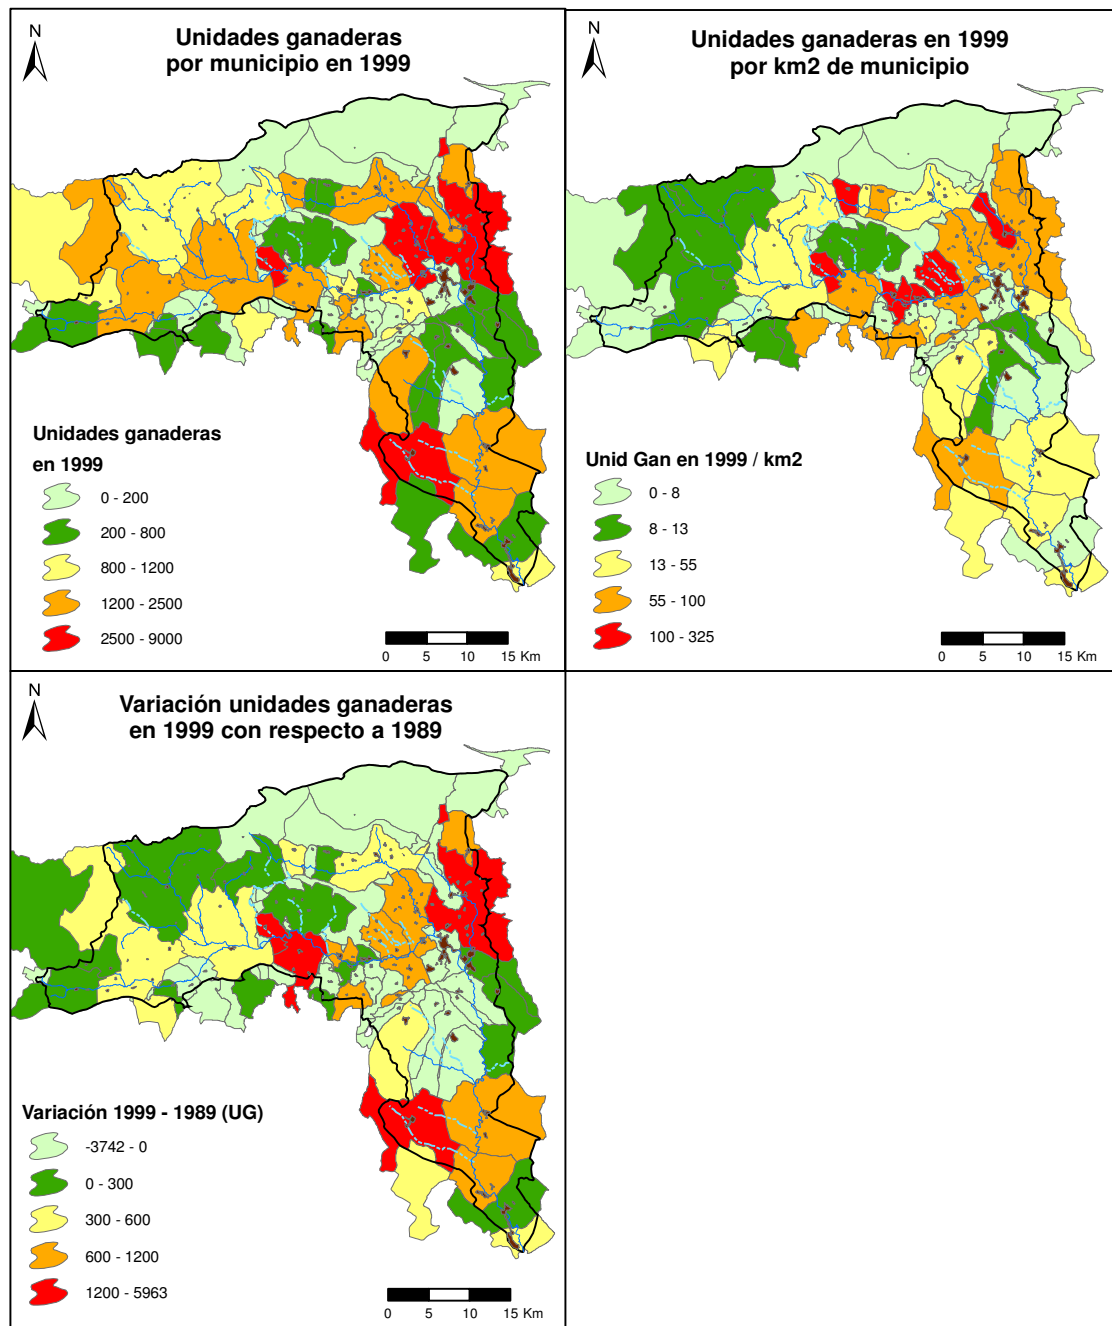 N
Unidades ganaderas
por municipio en 1999
Unidades ganaderas
en 1999
0 - 200
200 - 800
800 - 1200
1200 - 2500
2500 - 9000
0 5 10 15 Km
N
Unidades ganaderas en 1999
por km2 de municipio
Unid Gan en 1999 / km2
0 - 8
8 - 13
13 - 55
55 - 100
100 - 325
0 5 10 15 Km
N
Variación unidades ganaderas
en 1999 con respecto a 1989
Variación 1999 - 1989 (UG)
-3742 - 0
0 - 300
300 - 600
600 - 1200
1200 - 5963
0 5 10 15 Km